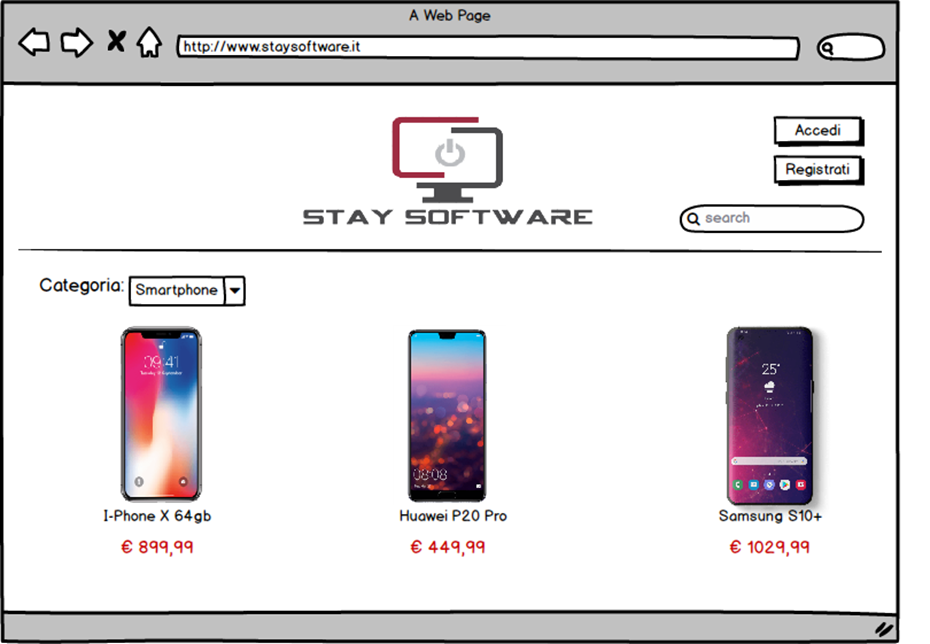 A Web Page
http://www.staysoftware.it
Accedi
Registrati
STAY SOFTWARE
search
Categoria: Smartphone
09:41
25°
08:08
I-Phone X 64gb
Huawei P20 Pro
Samsung S10+
€ 899,99
€ 449,99
€ 1029,99